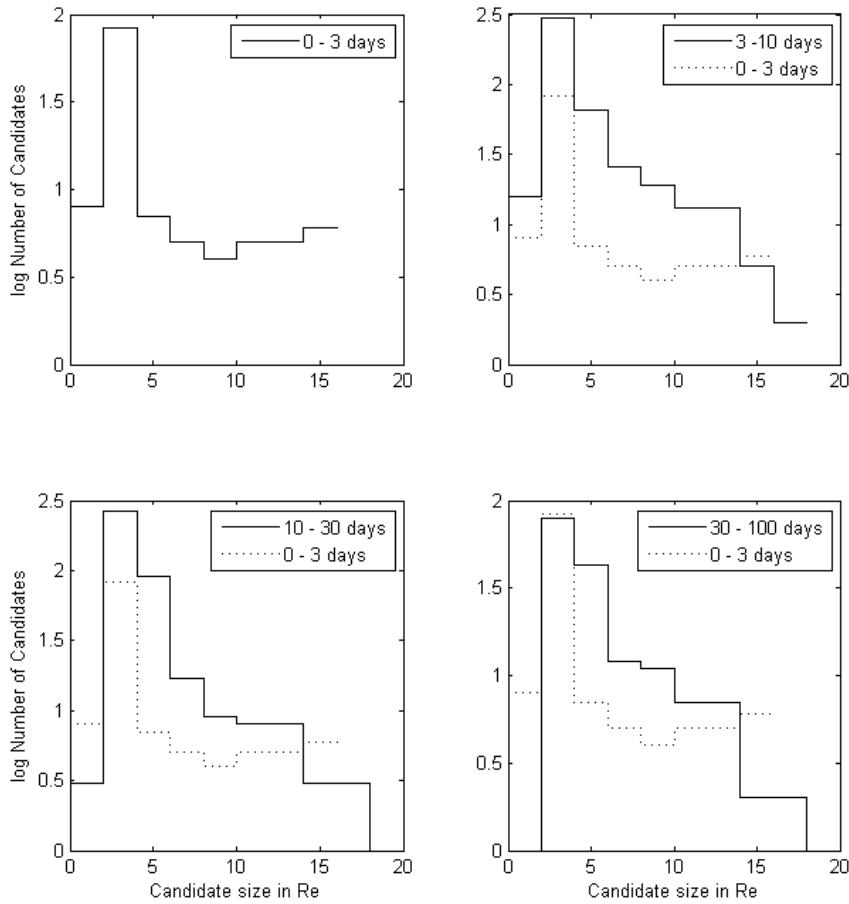 2
1.5
1
0.5
0
0 5 10 15 20
log Number of Candidates
0 - 3 days
2.5
2
1.5
1
0.5
0
0 5 10 15 20
3 -10 days
0 - 3 days
2.5
2
1.5
1
0.5
0
0 5 10 15 20
log Number of Candidates
Candidate size in Re
10 - 30 days
0 - 3 days
2
1.5
1
0.5
0
0 5 10 15 20
Candidate size in Re
30 - 100 days
0 - 3 days